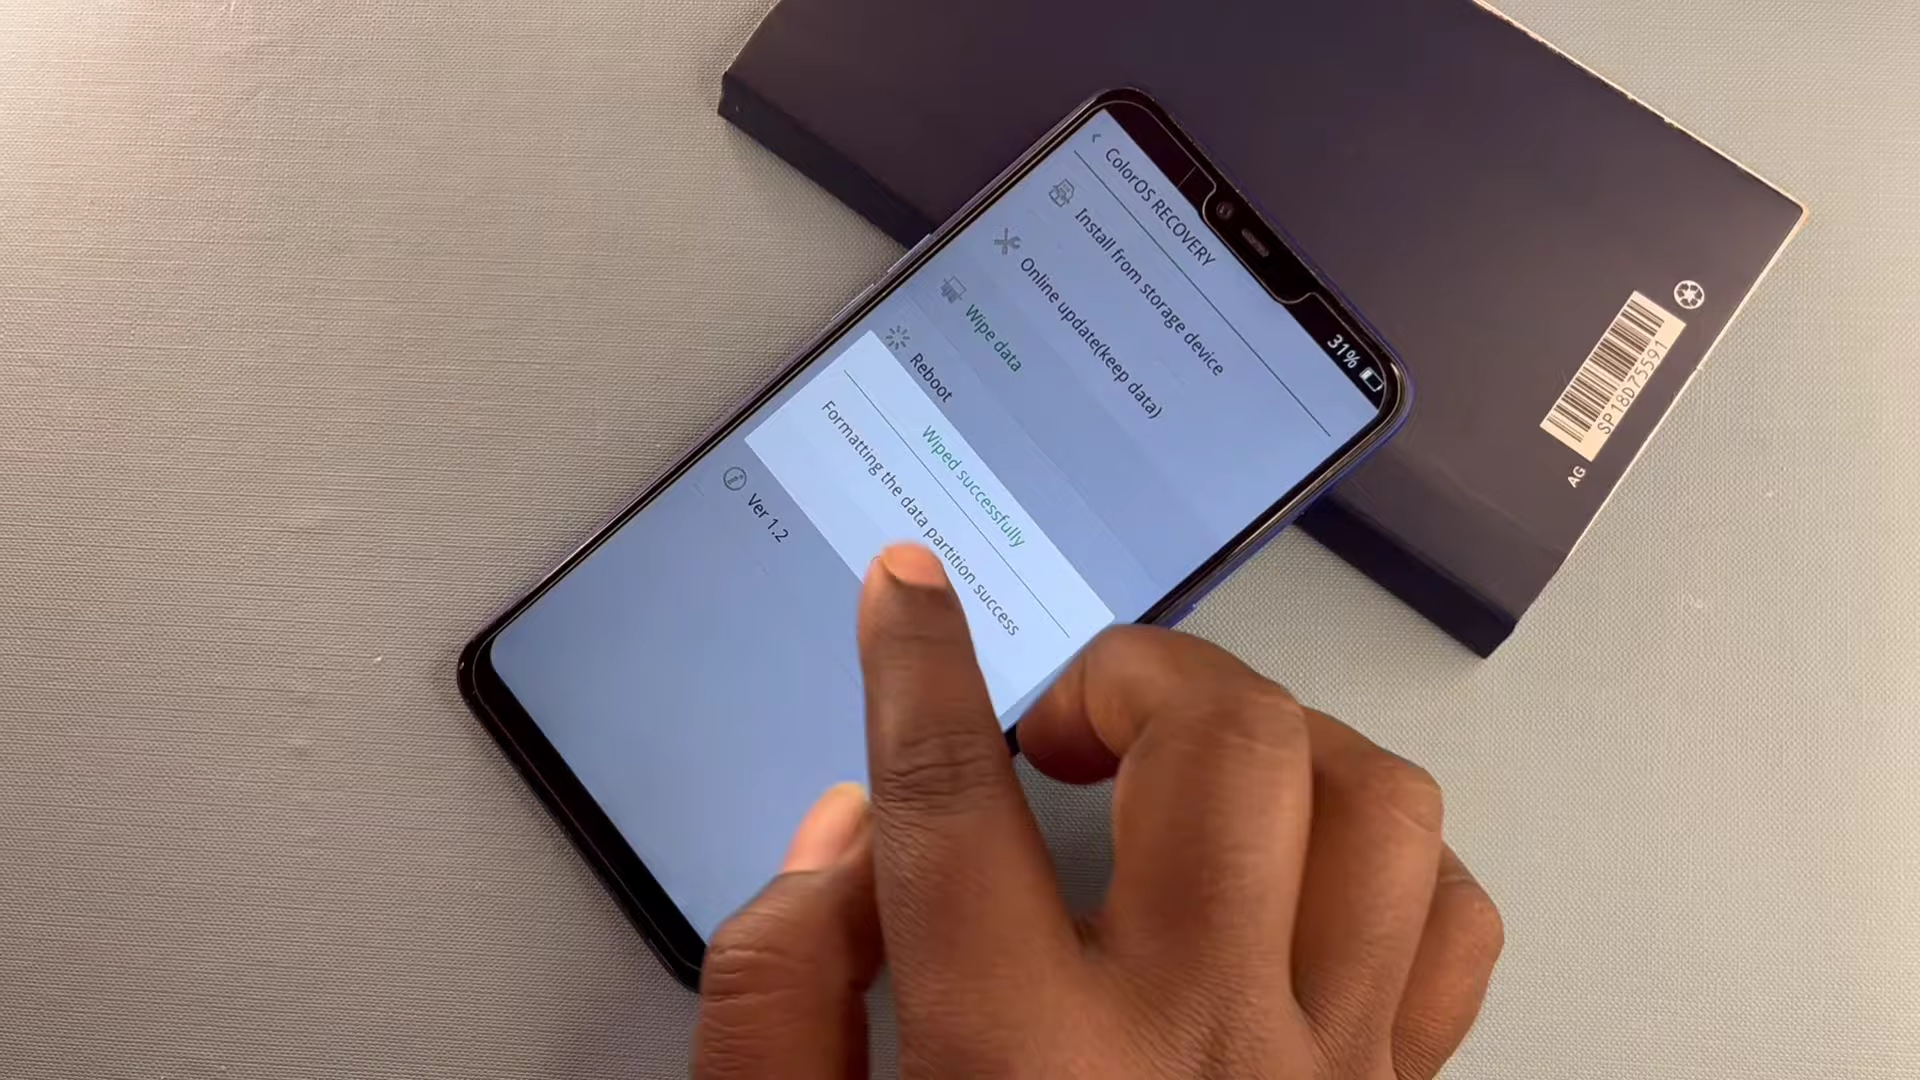 31%
ColorOS RECOVERY
Install from storage device
Online update(keep data)
Wipe data
Reboot
Wiped successfully
Formatting the data partition success
Ver 1.2
SP18D75591
AG